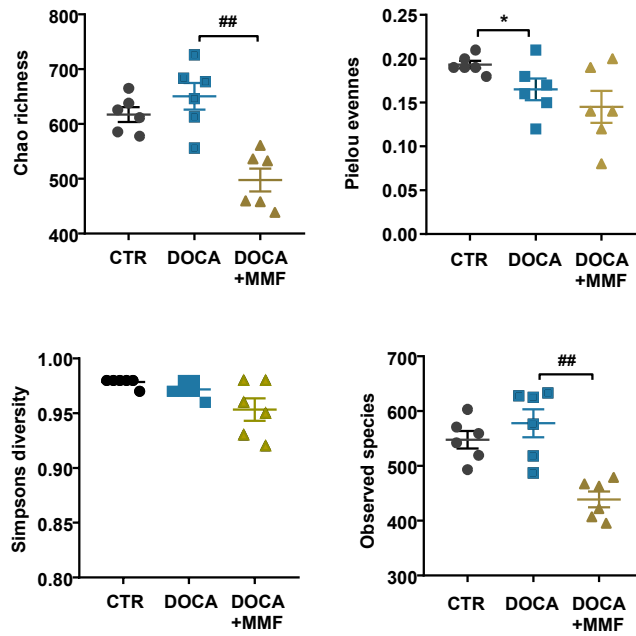 ##
Chao richness
800
700
600
500
400
CTR
DOCA
DOCA
+MMF
*
Pielou evennes
0.25
0.20
0.15
0.10
0.05
0.00
CTR
DOCA
DOCA
+MMF
Simpsons diversity
1.00
0.95
0.90
0.85
0.80
CTR
DOCA
DOCA
+MMF
##
Observed species
700
600
500
400
300
CTR
DOCA
DOCA
+MMF